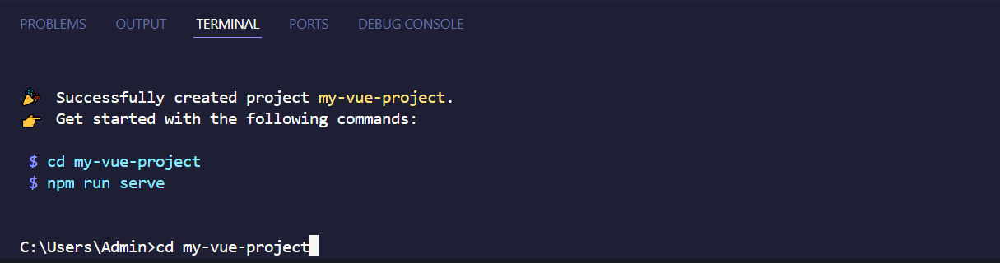 PROBLEMS OUTPUT TERMINAL PORTS DEBUG CONSOLE
🎉 Successfully created project my-vue-project.
👉 Get started with the following commands:
$ cd my-vue-project
$ npm run serve
C:\Users\Admin>cd my-vue-project